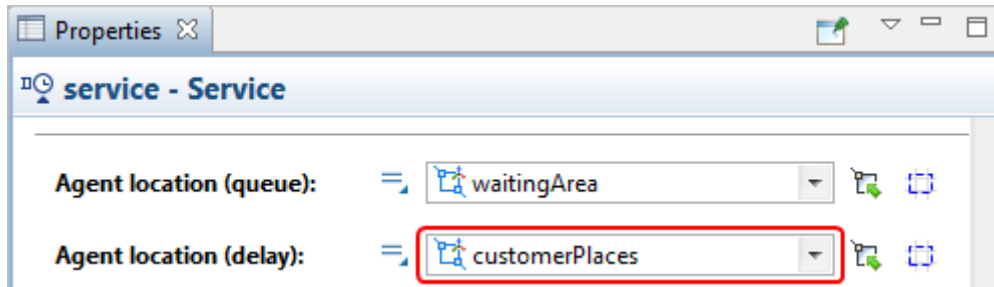 Properties
service - Service
Agent location (queue): waitingArea
Agent location (delay): customerPlaces